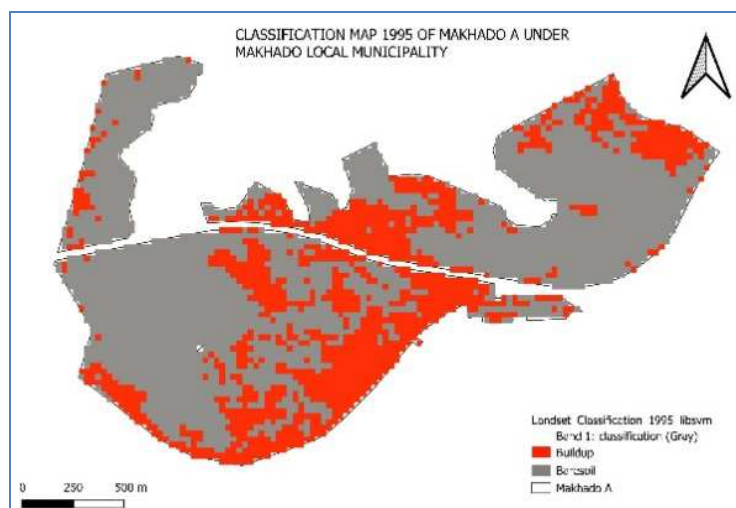 CLASSIFICATION MAP 1995 OF MAKHADO A UNDER
MAKHADO LOCAL MUNICIPALITY
Landset Classification 1995 libsvm
Band 1: classification (Gray)
Buildup
Baresoil
Makhado A
0 250 500 m